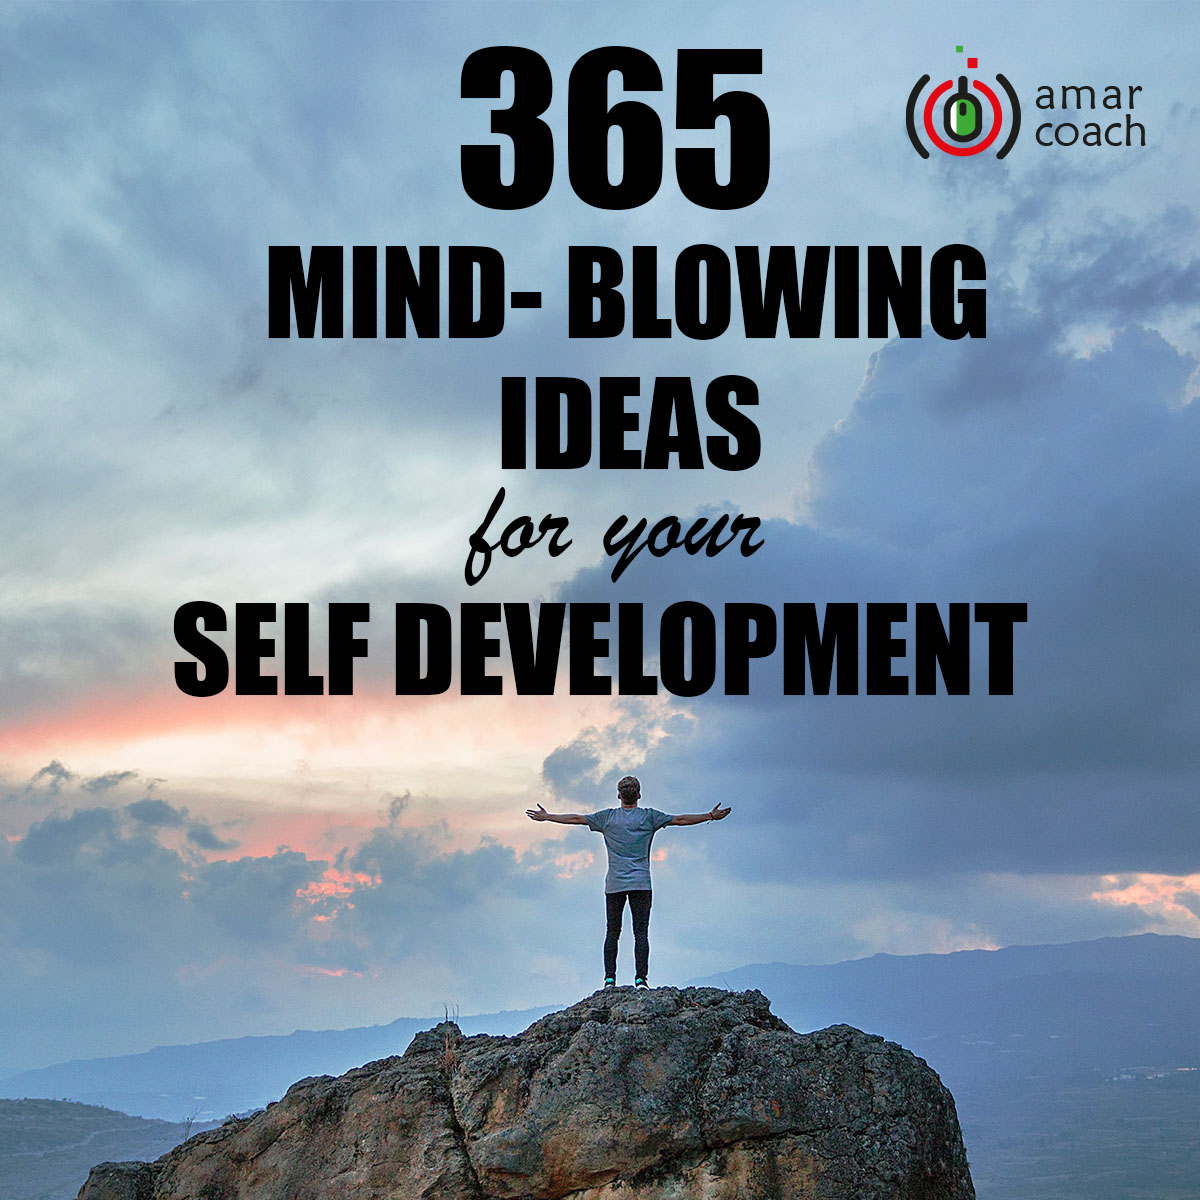 365
amar
coach
MIND- BLOWING
IDEAS
for your
SELF DEVELOPMENT